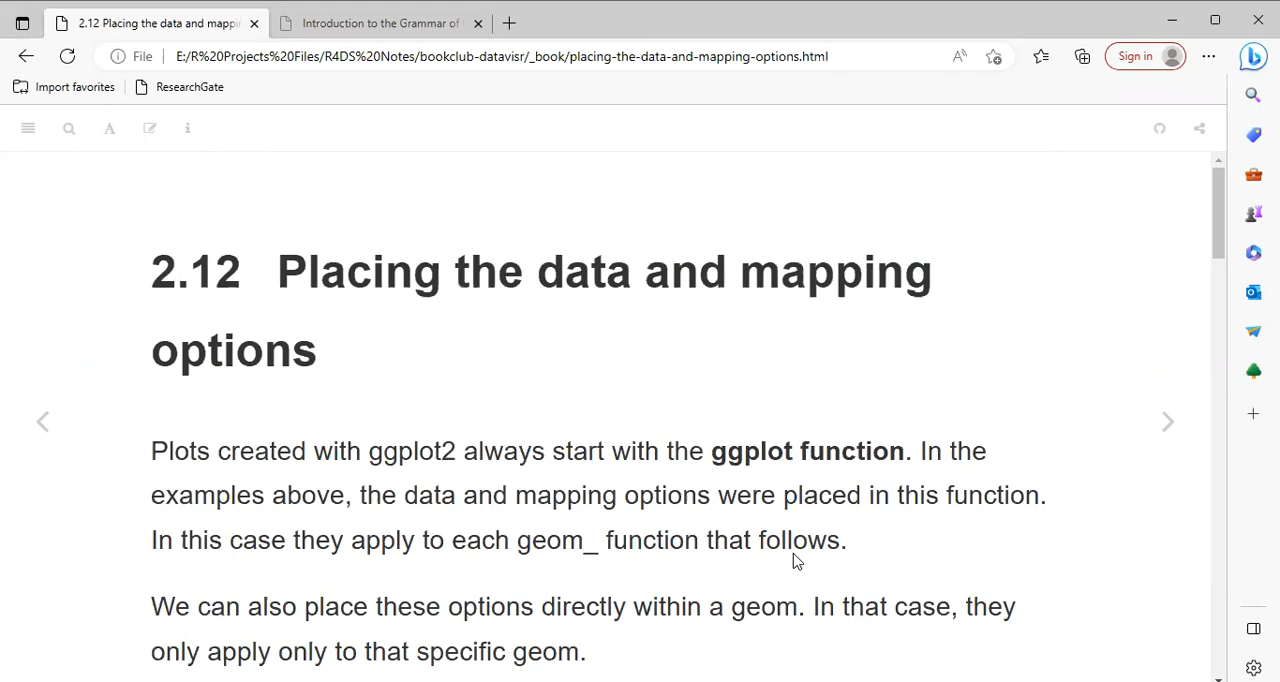 2.12 Placing the data and mappi
Introduction to the Grammar of
File
E:/R%20Projects%20Files/R4DS%20Notes/bookclub-datavisr/_book/placing-the-data-and-mapping-options.html
Sign in
Import favorites
ResearchGate
2.12 Placing the data and mapping
options
Plots created with ggplot2 always start with the ggplot function. In the
examples above, the data and mapping options were placed in this function.
In this case they apply to each geom_ function that follows.
We can also place these options directly within a geom. In that case, they
only apply only to that specific geom.